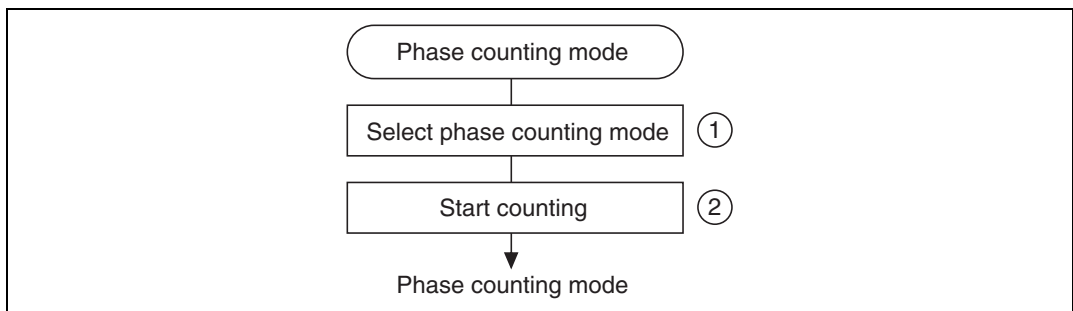 Phase counting mode
Select phase counting mode 1
Start counting 2
Phase counting mode